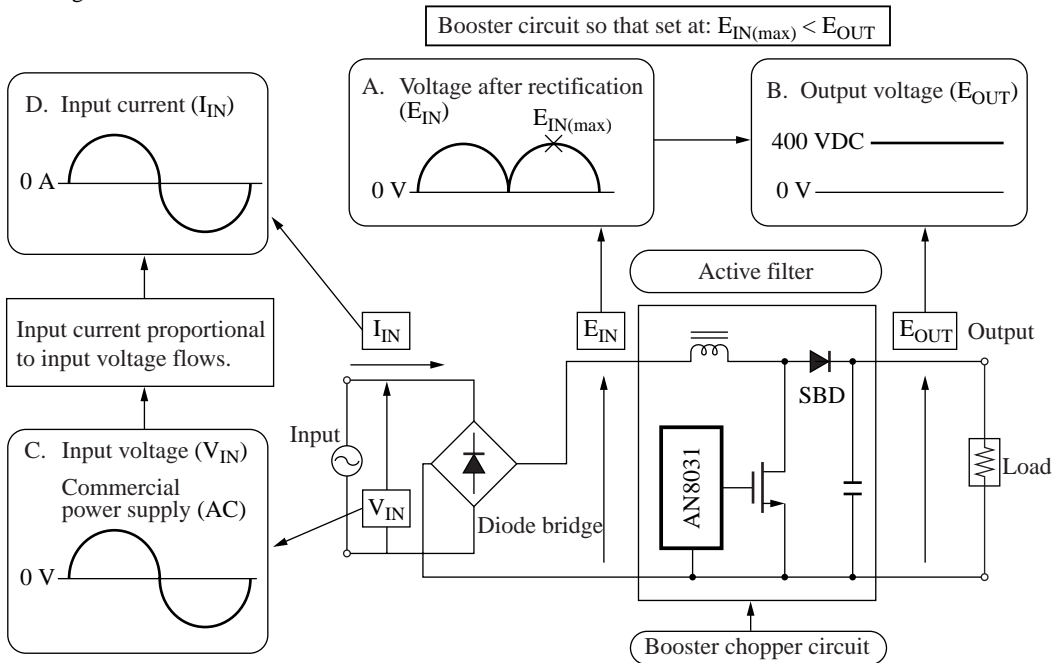 Booster circuit so that set at: EIN(max) < EOUT
D. Input current (IIN)
0 A
A. Voltage after rectification
(EIN)
EIN(max)
0 V
B. Output voltage (EOUT)
400 VDC
0 V
Active filter
Input current proportional
to input voltage flows.
IIN
EIN
EOUT
Output
SBD
C. Input voltage (VIN)
Commercial
power supply (AC)
0 V
Input
VIN
Diode bridge
AN8031
Load
Booster chopper circuit